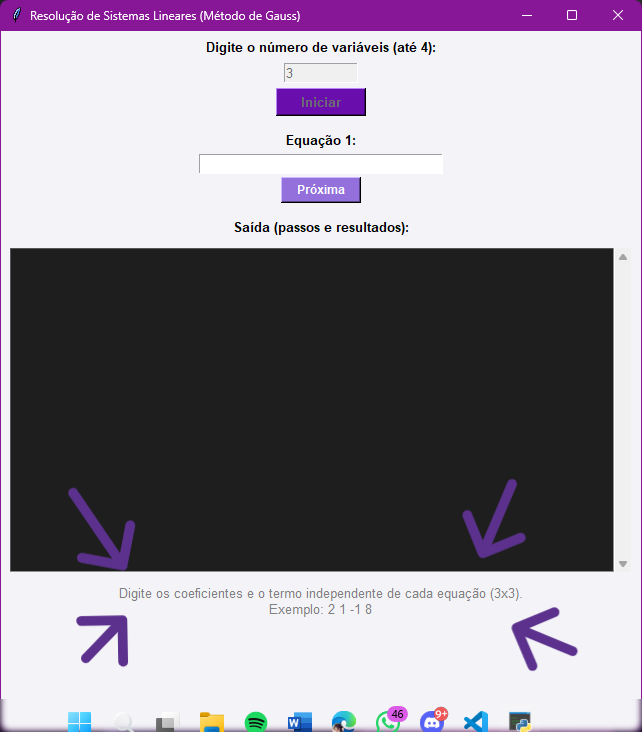 Resolução de Sistemas Lineares (Método de Gauss)
Digite o número de variáveis (até 4):
3
Iniciar
Equação 1:
Próxima
Saída (passos e resultados):
Digite os coeficientes e o termo independente de cada equação (3x3).
Exemplo: 2 1 -1 8
46
9+